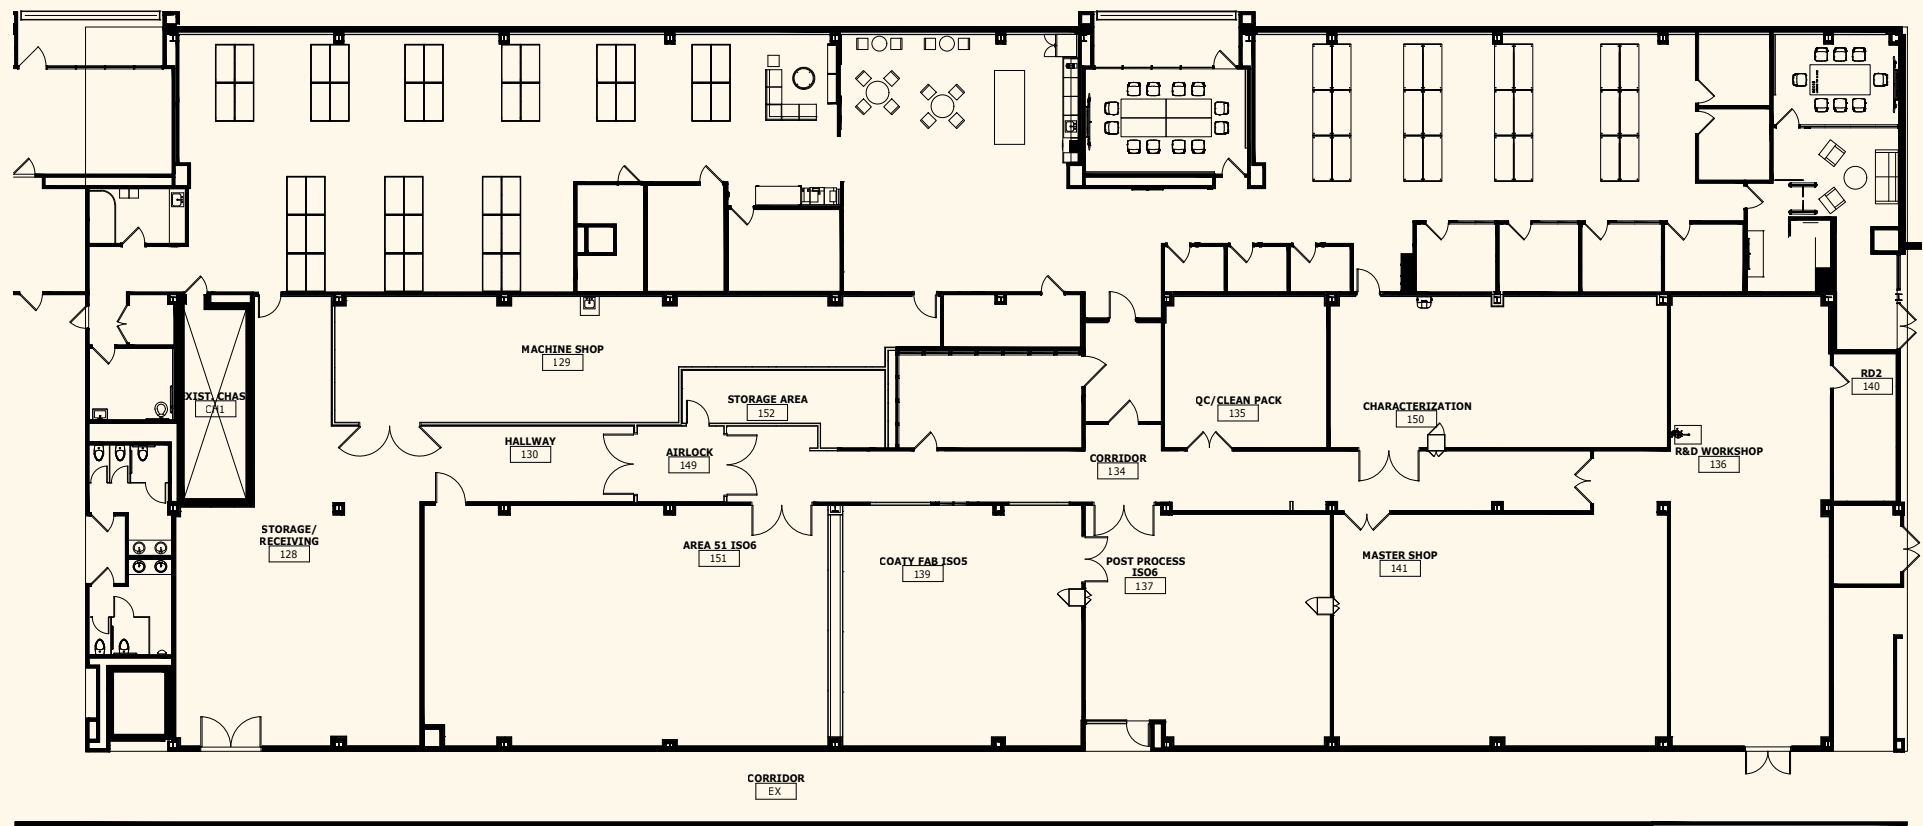 MACHINE SHOP
129
EXIST. CHAS
CH1
STORAGE AREA
152
QC/CLEAN PACK
135
CHARACTERIZATION
150
RD2
140
HALLWAY
130
AIRLOCK
149
CORRIDOR
134
R&D WORKSHOP
136
STORAGE/
RECEIVING
128
AREA 51 ISO6
151
COATY FAB ISO5
139
POST PROCESS
ISO6
137
MASTER SHOP
141
CORRIDOR
EX